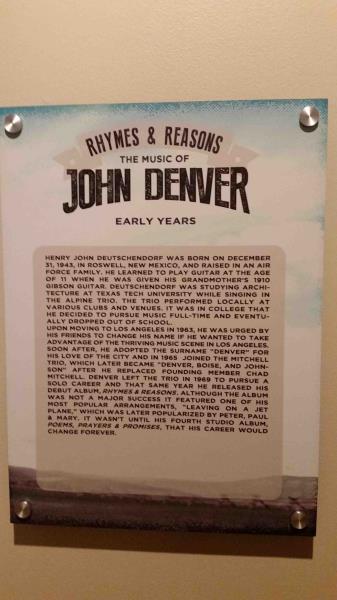 RHYMES & REASONS
THE MUSIC OF
JOHN DENVER
EARLY YEARS
HENRY JOHN DEUTSCHENDORF WAS BORN ON DECEMBER
31, 1943, IN ROSWELL, NEW MEXICO, AND RAISED IN AN AIR
FORCE FAMILY. HE LEARNED TO PLAY GUITAR AT THE AGE
OF 11 WHEN HE WAS GIVEN HIS GRANDMOTHER'S 1910
GIBSON GUITAR. DEUTSCHENDORF WAS STUDYING ARCHI-
TECTURE AT TEXAS TECH UNIVERSITY WHILE SINGING IN
THE ALPINE TRIO. THE TRIO PERFORMED LOCALLY AT
VARIOUS CLUBS AND VENUES. IT WAS IN COLLEGE THAT
HE DECIDED TO PURSUE MUSIC FULL-TIME AND EVENTU-
ALLY DROPPED OUT OF SCHOOL.
UPON MOVING TO LOS ANGELES IN 1963, HE WAS URGED BY
HIS FRIENDS TO CHANGE HIS NAME IF HE WANTED TO TAKE
ADVANTAGE OF THE THRIVING MUSIC SCENE IN LOS ANGELES.
SOON AFTER, HE ADOPTED THE SURNAME "DENVER" FOR
HIS LOVE OF THE CITY AND IN 1965 JOINED THE MITCHELL
TRIO, WHICH LATER BECAME "DENVER, BOISE, AND JOHN-
SON" AFTER HE REPLACED FOUNDING MEMBER CHAD
MITCHELL. DENVER LEFT THE TRIO IN 1969 TO PURSUE A
SOLO CAREER AND THAT SAME YEAR HE RELEASED HIS
DEBUT ALBUM, RHYMES & REASONS. ALTHOUGH THE ALBUM
WAS NOT A MAJOR SUCCESS IT FEATURED ONE OF HIS
MOST POPULAR ARRANGEMENTS, "LEAVING ON A JET
PLANE," WHICH WAS LATER POPULARIZED BY PETER, PAUL
& MARY. IT WASN'T UNTIL HIS FOURTH STUDIO ALBUM,
POEMS, PRAYERS & PROMISES, THAT HIS CAREER WOULD
CHANGE FOREVER.